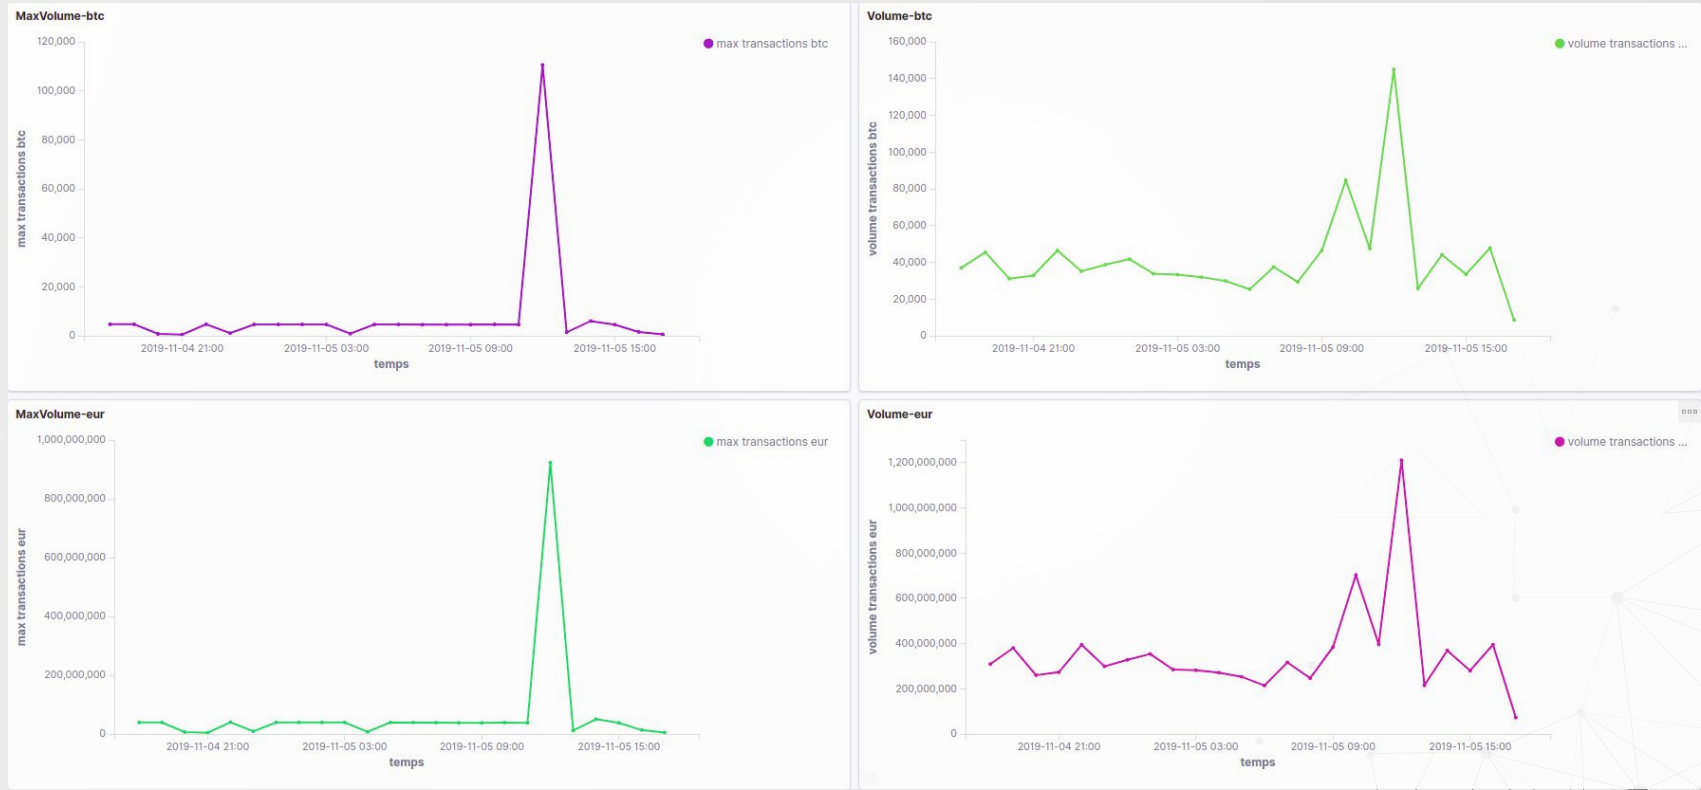 MaxVolume-btc
max transactions btc
120,000
100,000
80,000
60,000
40,000
20,000
0
max transactions btc
2019-11-04 21:00
2019-11-05 03:00
2019-11-05 09:00
2019-11-05 15:00
temps
Volume-btc
volume transactions ...
160,000
140,000
120,000
100,000
80,000
60,000
40,000
20,000
0
volume transactions btc
2019-11-04 21:00
2019-11-05 03:00
2019-11-05 09:00
2019-11-05 15:00
temps
MaxVolume-eur
max transactions eur
1,000,000,000
800,000,000
600,000,000
400,000,000
200,000,000
0
max transactions eur
2019-11-04 21:00
2019-11-05 03:00
2019-11-05 09:00
2019-11-05 15:00
temps
Volume-eur
volume transactions ...
1,200,000,000
1,000,000,000
800,000,000
600,000,000
400,000,000
200,000,000
0
volume transactions eur
2019-11-04 21:00
2019-11-05 03:00
2019-11-05 09:00
2019-11-05 15:00
temps